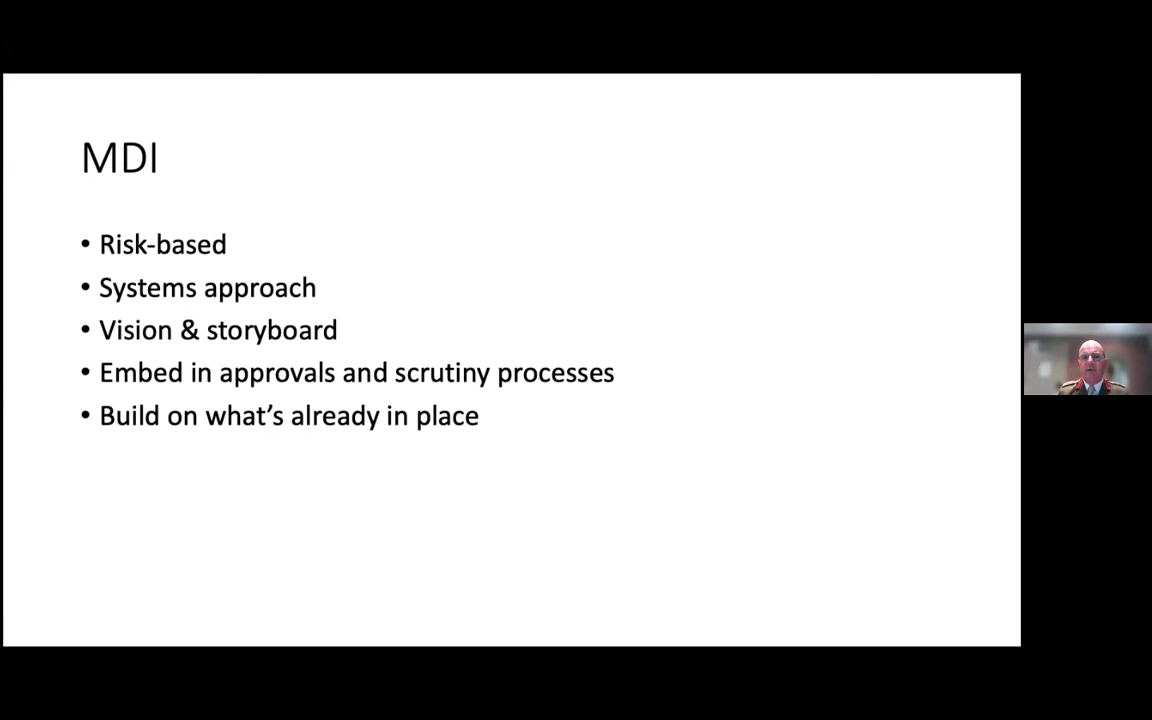 MDI
• Risk-based
• Systems approach
• Vision & storyboard
• Embed in approvals and scrutiny processes
• Build on what’s already in place